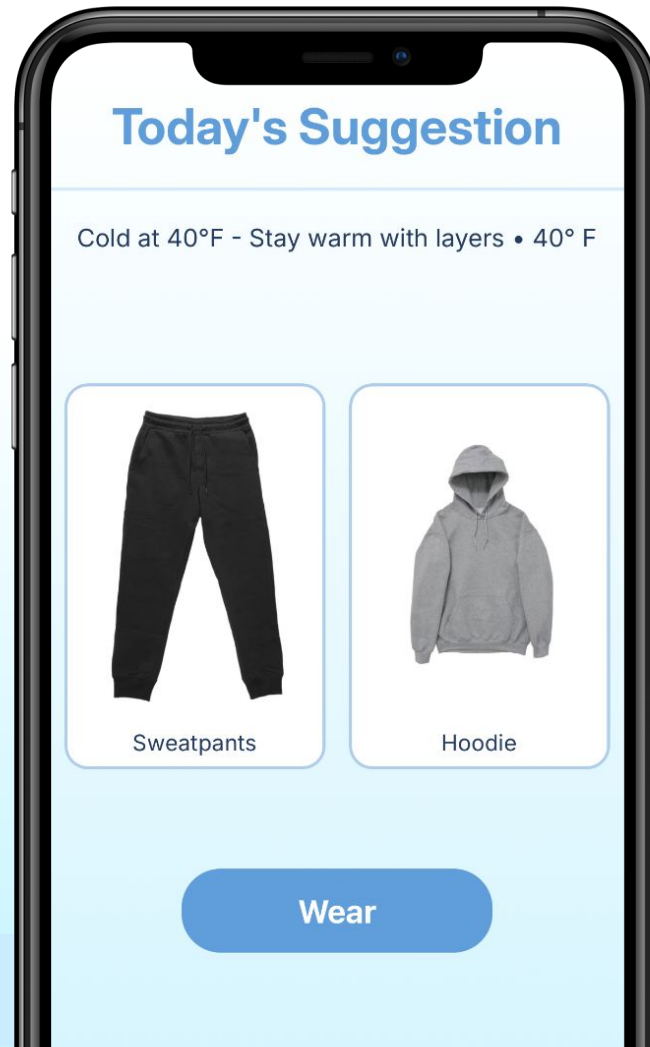 Today's Suggestion
Cold at 40°F - Stay warm with layers • 40° F
Sweatpants
Hoodie
Wear